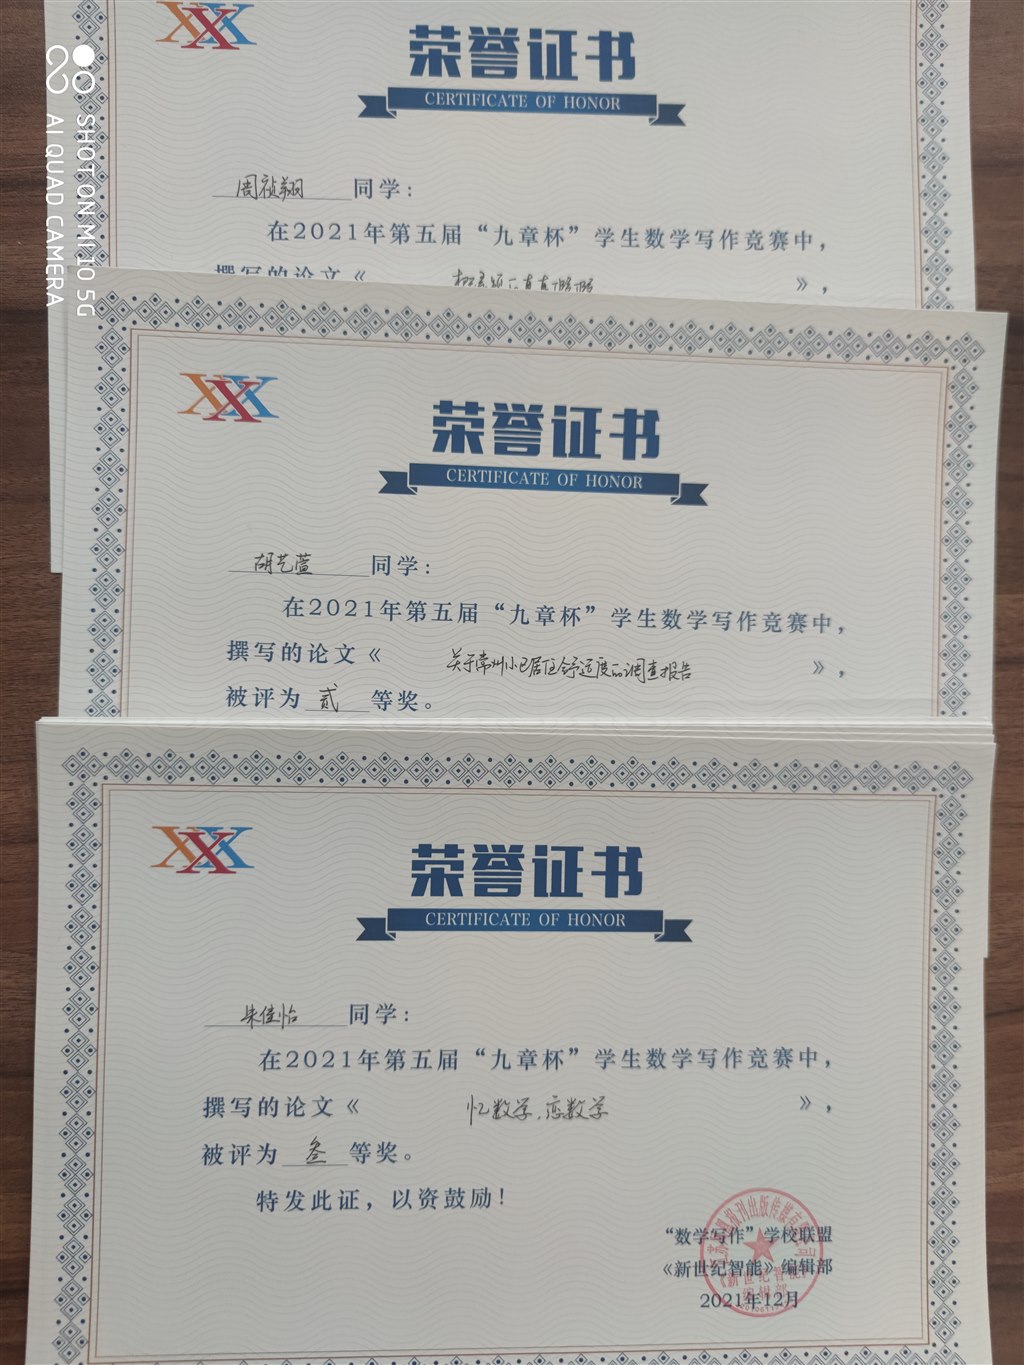 SHOT ON MI 10 5G
AI QUAD CAMERA
荣誉证书
CERTIFICATE OF HONOR
周祯翔 同学：
在2021年第五届“九章杯”学生数学写作竞赛中，
撰写的论文《 》，
荣誉证书
CERTIFICATE OF HONOR
胡艺萱 同学：
在2021年第五届“九章杯”学生数学写作竞赛中，
撰写的论文《关于常州小区居住舒适度的调查报告》，
被评为 贰 等奖。
荣誉证书
CERTIFICATE OF HONOR
朱佳怡 同学：
在2021年第五届“九章杯”学生数学写作竞赛中，
撰写的论文《忆数学，恋数学》，
被评为 叁 等奖。
特发此证，以资鼓励！
“数学写作”学校联盟
《新世纪智能》编辑部
2021年12月